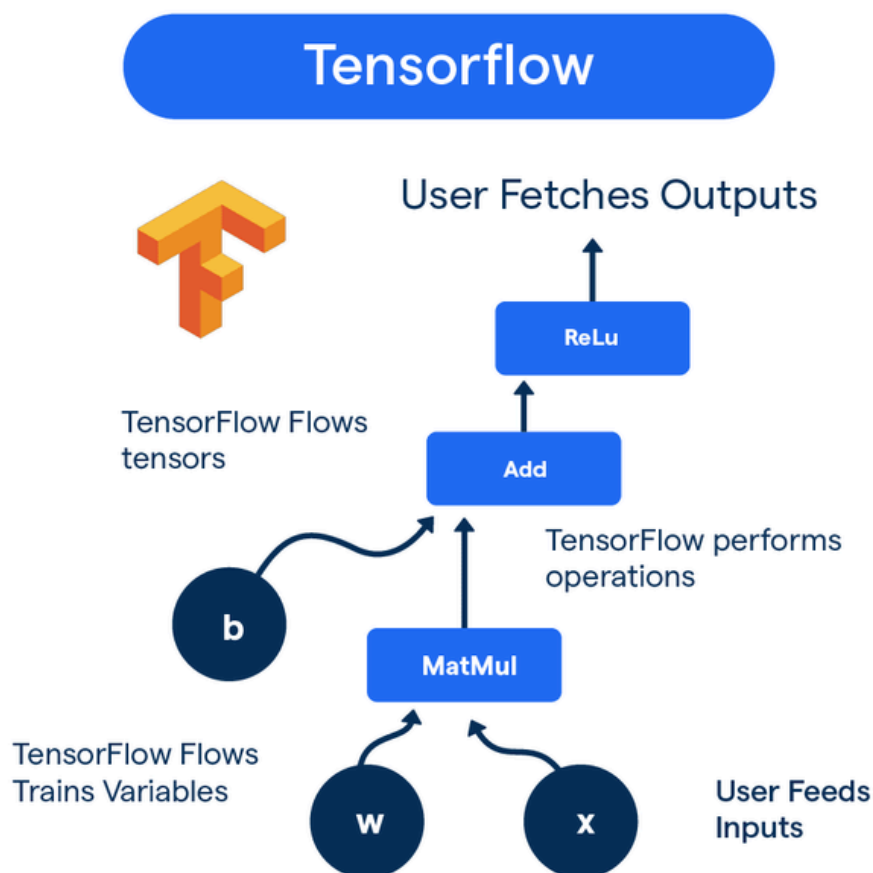 Tensorflow
User Fetches Outputs
ReLu
TensorFlow Flows
tensors
Add
TensorFlow performs
operations
b
MatMul
TensorFlow Flows
Trains Variables
w
x
User Feeds
Inputs